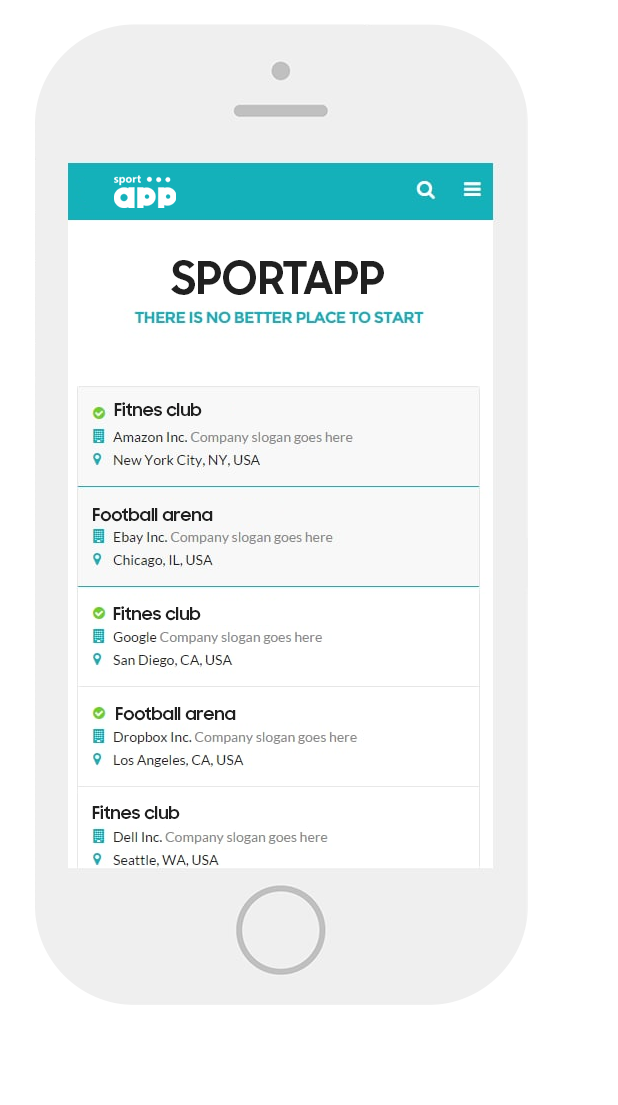 sport
app
SPORTAPP
THERE IS NO BETTER PLACE TO START
Fitnes club
Amazon Inc. Company slogan goes here
New York City, NY, USA
Football arena
Ebay Inc. Company slogan goes here
Chicago, IL, USA
Fitnes club
Google Company slogan goes here
San Diego, CA, USA
Football arena
Dropbox Inc. Company slogan goes here
Los Angeles, CA, USA
Fitnes club
Dell Inc. Company slogan goes here
Seattle, WA, USA